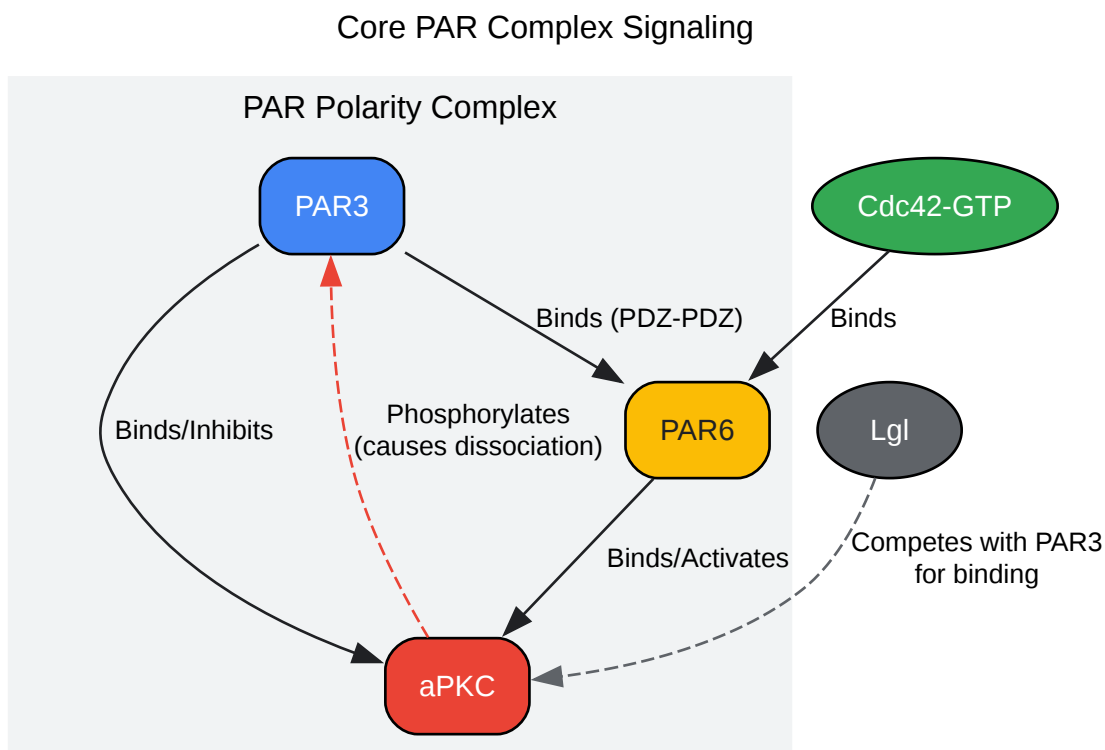 Core PAR Complex Signaling
PAR Polarity Complex
PAR3
Cdc42-GTP
Binds (PDZ-PDZ)
Binds
Binds/Inhibits
Phosphorylates
(causes dissociation)
PAR6
Lgl
Binds/Activates
Competes with PAR3
for binding
aPKC